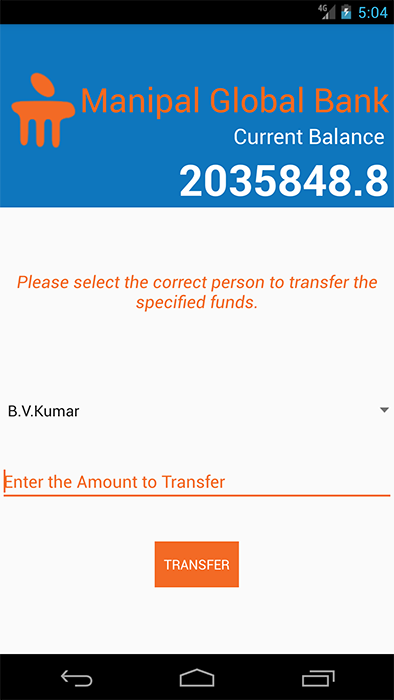 4G 5:04
Manipal Global Bank
Current Balance
2035848.8
Please select the correct person to transfer the
specified funds.
B.V.Kumar
Enter the Amount to Transfer
TRANSFER